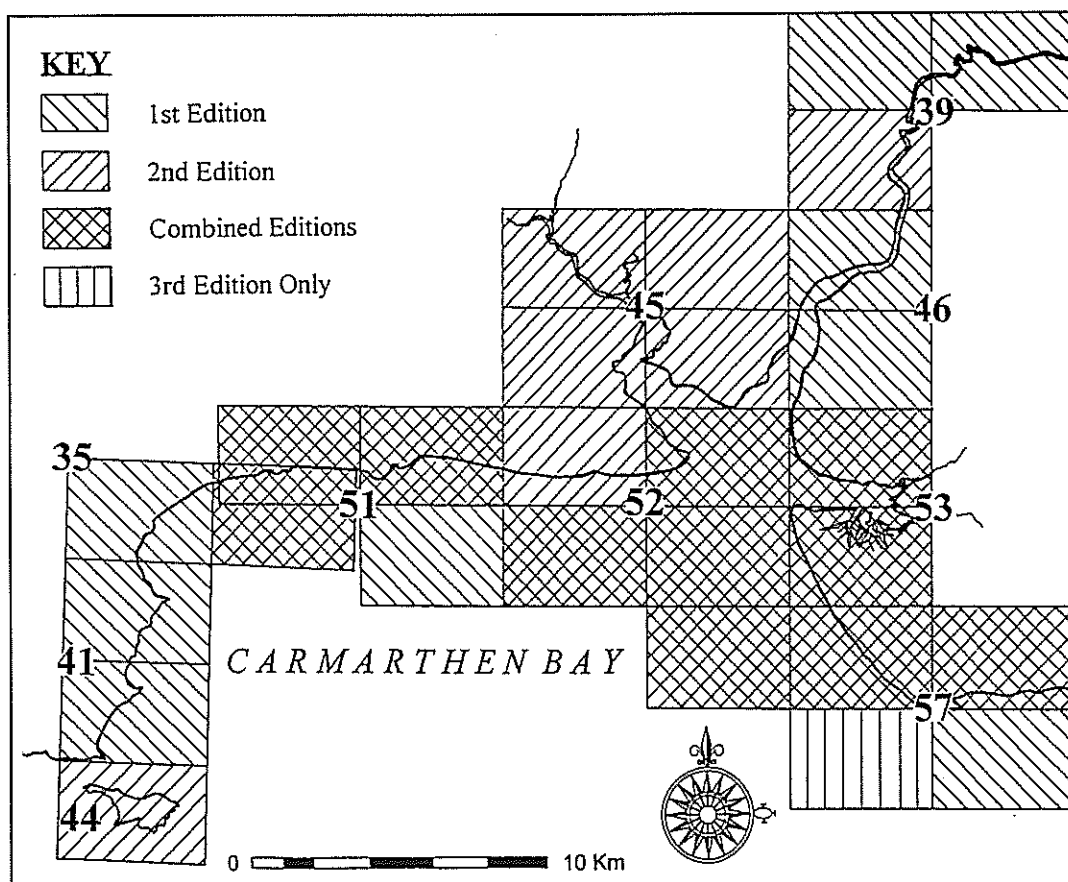 KEY
1st Edition
2nd Edition
Combined Editions
3rd Edition Only
39
45
46
35
51
52
53
41
CARMARTHEN BAY
57
44
0 10 Km